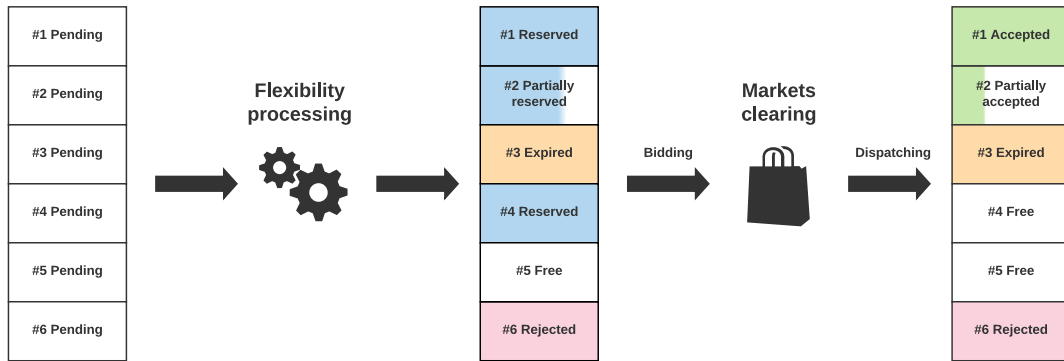 #1 Pending
#2 Pending
#3 Pending
#4 Pending
#5 Pending
#6 Pending
Flexibility
processing
#1 Reserved
#2 Partially
reserved
#3 Expired
#4 Reserved
#5 Free
#6 Rejected
Bidding
Markets
clearing
Dispatching
#1 Accepted
#2 Partially
accepted
#3 Expired
#4 Free
#5 Free
#6 Rejected